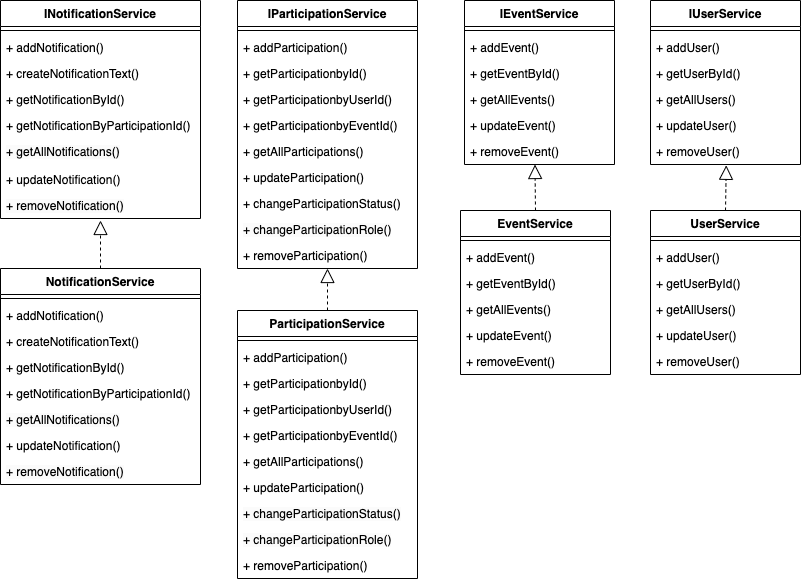 INotificationService
+ addNotification()
+ createNotificationText()
+ getNotificationById()
+ getNotificationByParticipationId()
+ getAllNotifications()
+ updateNotification()
+ removeNotification()
NotificationService
+ addNotification()
+ createNotificationText()
+ getNotificationById()
+ getNotificationByParticipationId()
+ getAllNotifications()
+ updateNotification()
+ removeNotification()
IParticipationService
+ addParticipation()
+ getParticipationbyId()
+ getParticipationbyUserId()
+ getParticipationbyEventId()
+ getAllParticipations()
+ updateParticipation()
+ changeParticipationStatus()
+ changeParticipationRole()
+ removeParticipation()
ParticipationService
+ addParticipation()
+ getParticipationbyId()
+ getParticipationbyUserId()
+ getParticipationbyEventId()
+ getAllParticipations()
+ updateParticipation()
+ changeParticipationStatus()
+ changeParticipationRole()
+ removeParticipation()
IEventService
+ addEvent()
+ getEventById()
+ getAllEvents()
+ updateEvent()
+ removeEvent()
EventService
+ addEvent()
+ getEventById()
+ getAllEvents()
+ updateEvent()
+ removeEvent()
IUserService
+ addUser()
+ getUserById()
+ getAllUsers()
+ updateUser()
+ removeUser()
UserService
+ addUser()
+ getUserById()
+ getAllUsers()
+ updateUser()
+ removeUser()